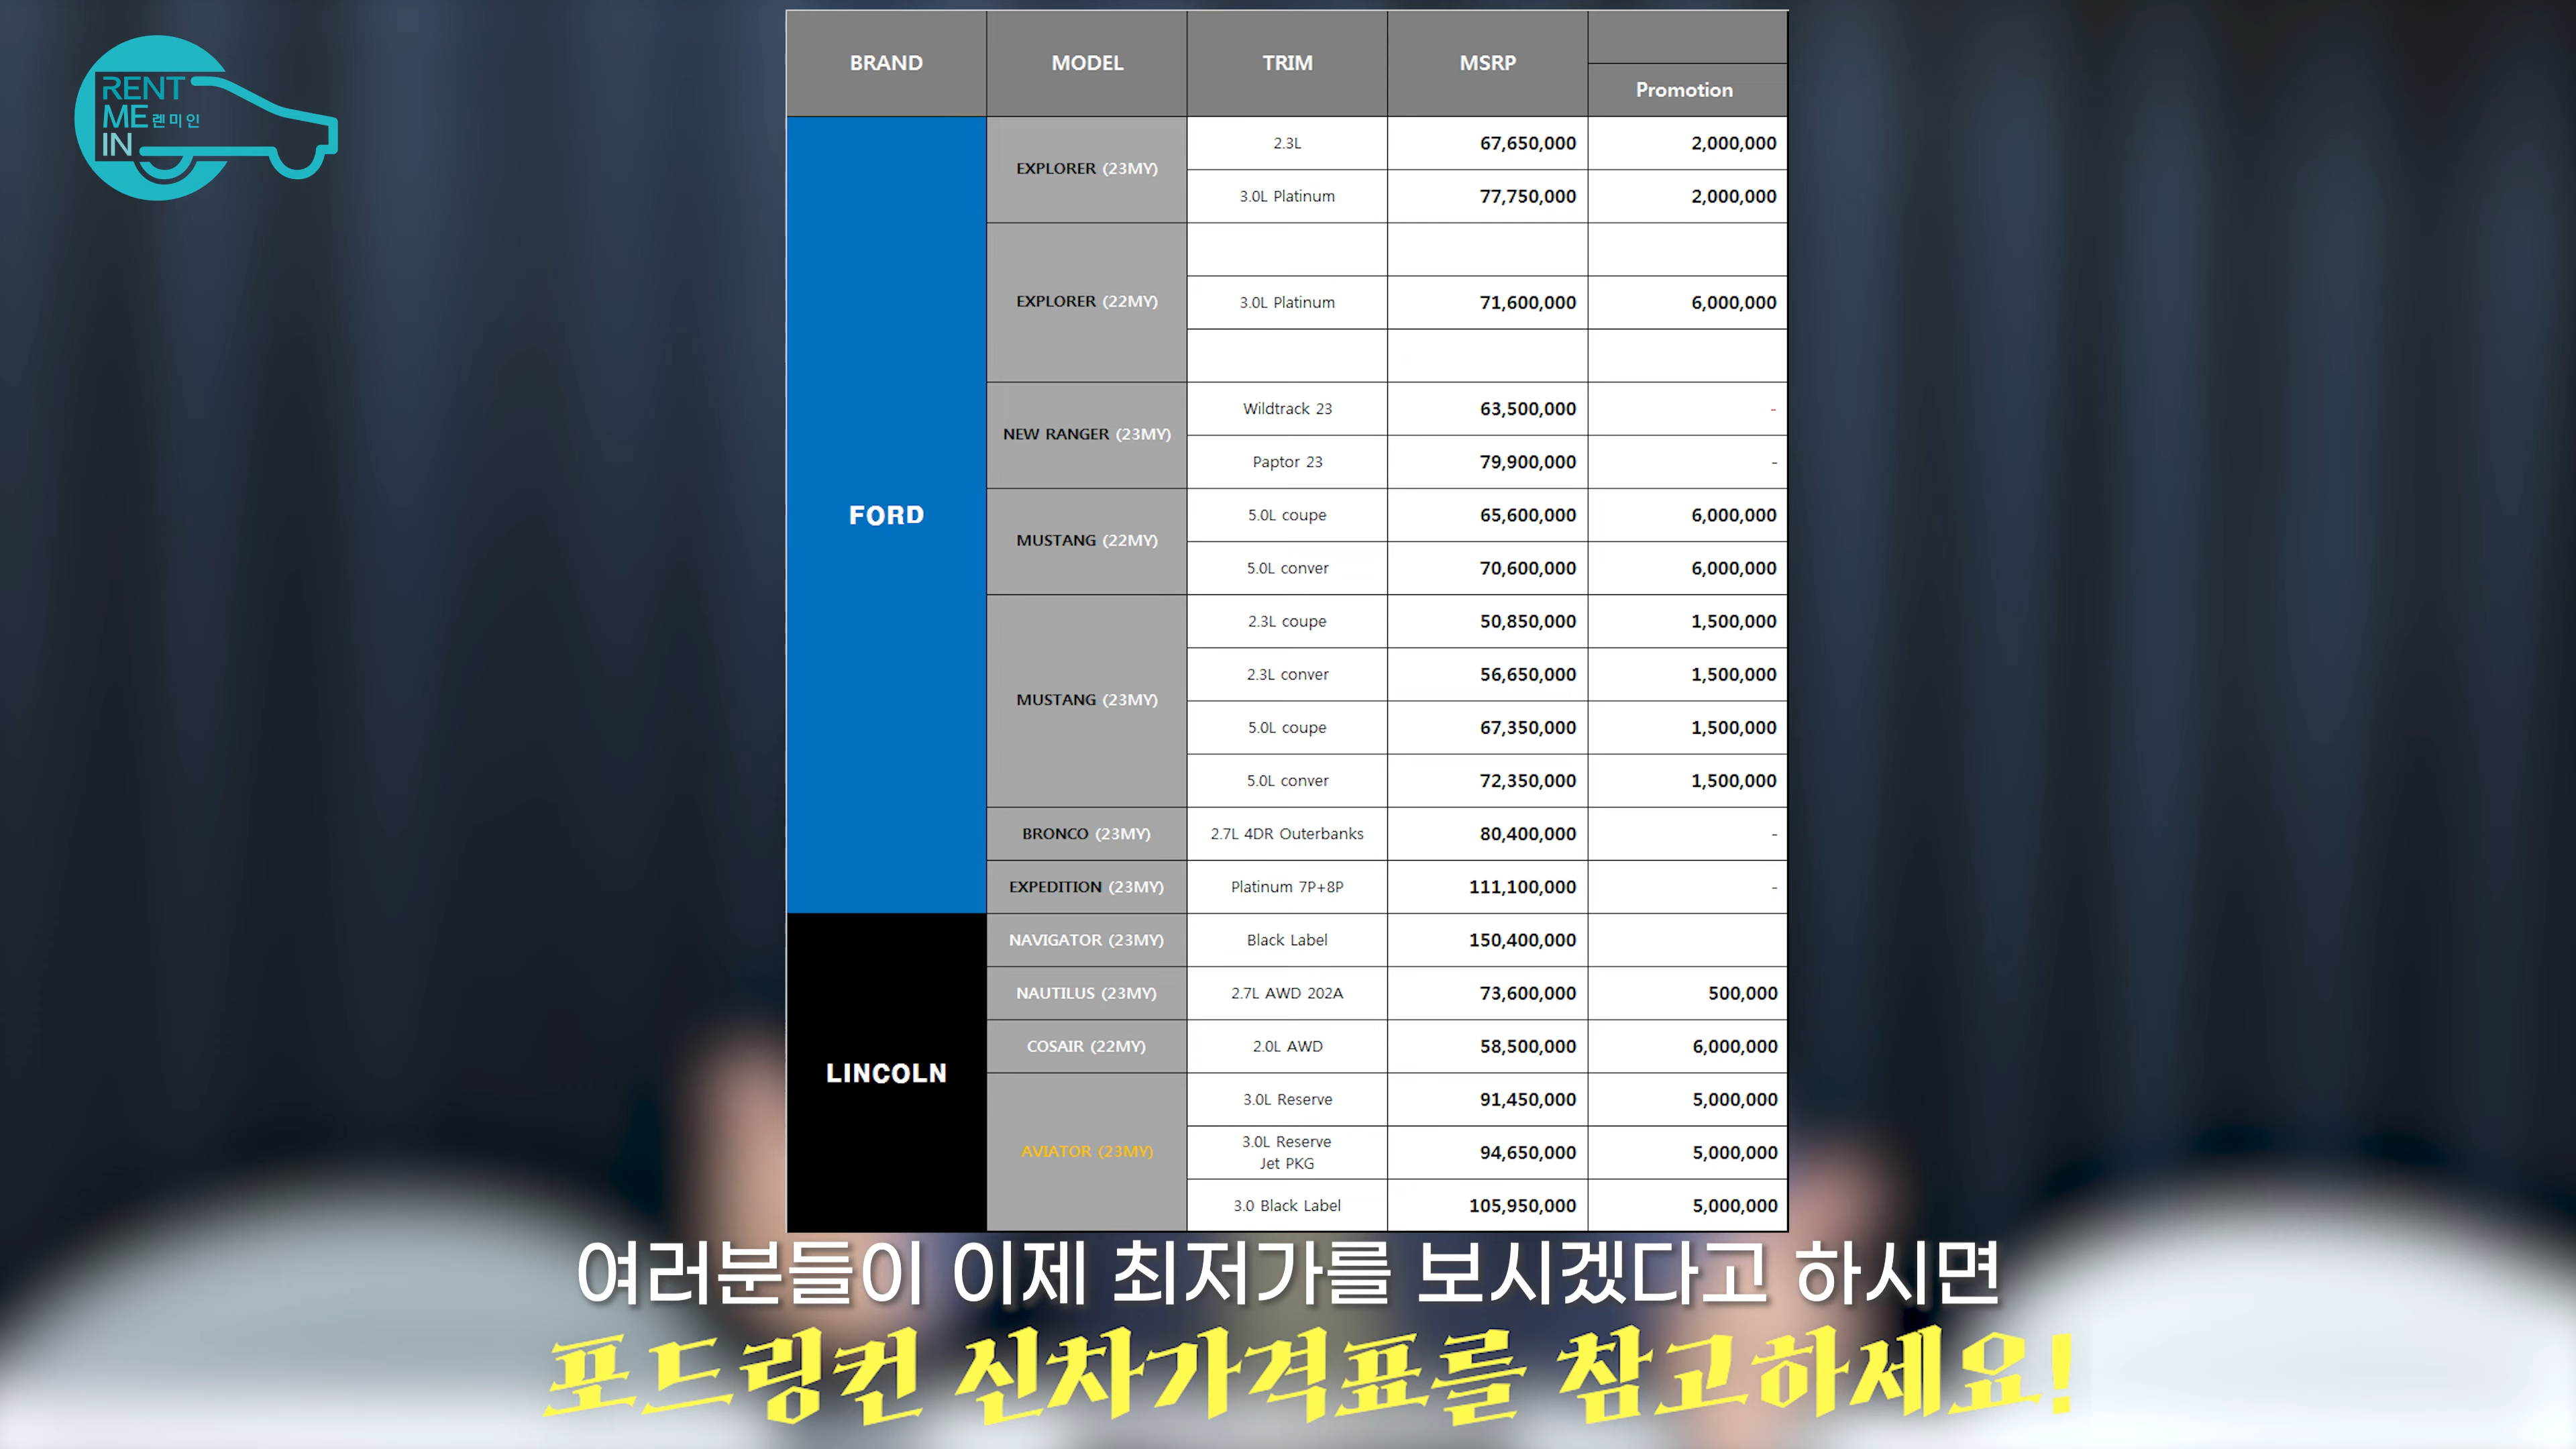 RENT
ME 렌미인
IN
BRAND MODEL TRIM MSRP Promotion
FORD
EXPLORER (23MY) 2.3L 67,650,000 2,000,000
3.0L Platinum 77,750,000 2,000,000
EXPLORER (22MY) 3.0L Platinum 71,600,000 6,000,000
NEW RANGER (23MY) Wildtrack 23 63,500,000 -
Paptor 23 79,900,000 -
MUSTANG (22MY) 5.0L coupe 65,600,000 6,000,000
5.0L conver 70,600,000 6,000,000
MUSTANG (23MY) 2.3L coupe 50,850,000 1,500,000
2.3L conver 56,650,000 1,500,000
5.0L coupe 67,350,000 1,500,000
5.0L conver 72,350,000 1,500,000
BRONCO (23MY) 2.7L 4DR Outerbanks 80,400,000 -
EXPEDITION (23MY) Platinum 7P+8P 111,100,000 -
LINCOLN
NAVIGATOR (23MY) Black Label 150,400,000
NAUTILUS (23MY) 2.7L AWD 202A 73,600,000 500,000
COSAIR (22MY) 2.0L AWD 58,500,000 6,000,000
AVIATOR (23MY) 3.0L Reserve 91,450,000 5,000,000
3.0L Reserve
Jet PKG 94,650,000 5,000,000
3.0 Black Label 105,950,000 5,000,000
여러분들이 이제 최저가를 보시겠다고 하시면
포드링컨 신차가격표를 참고하세요!